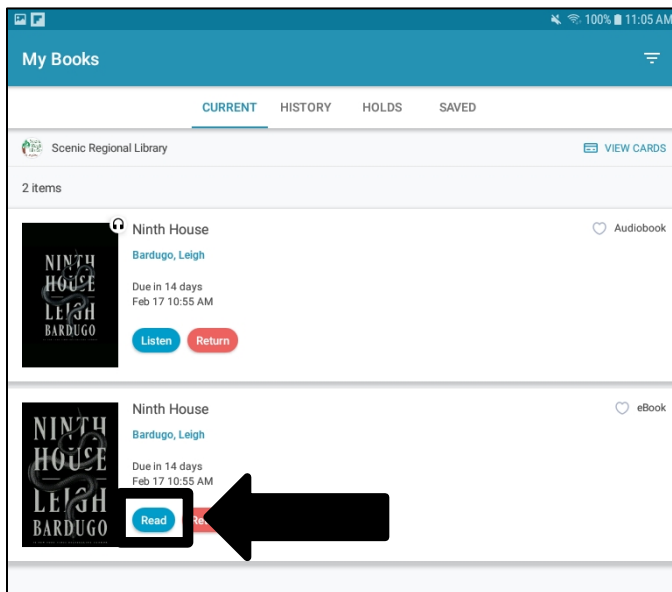 100% 11:05 AM
My Books
CURRENT HISTORY HOLDS SAVED
Scenic Regional Library VIEW CARDS
2 items
NINTH
HOUSE
LEIGH
BARDUGO
Ninth House
Audiobook
Bardugo, Leigh
Due in 14 days
Feb 17 10:55 AM
Listen Return
NINTH
HOUSE
LEIGH
BARDUGO
Ninth House
eBook
Bardugo, Leigh
Due in 14 days
Feb 17 10:55 AM
Read